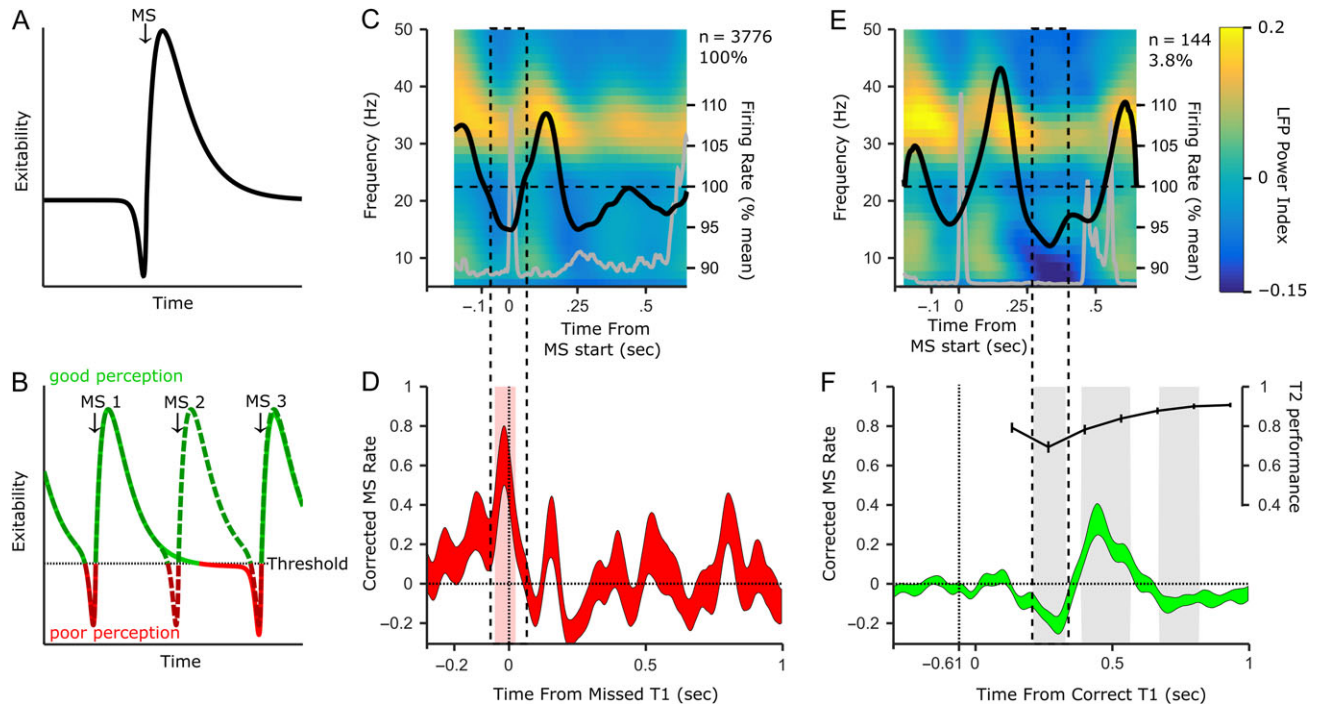 A
MS
Exitability
Time
B
good perception
MS 1
MS 2
MS 3
Exitability
Threshold
poor perception
Time
C
50
40
30
20
10
Frequency (Hz)
n = 3776
100%
110
105
100
95
90
Firing Rate (% mean)
−.1 0 .25 .5
Time From
MS start (sec)
D
1
0.8
0.6
0.4
0.2
0
−0.2
Corrected MS Rate
−0.2 0 0.5 1
Time From Missed T1 (sec)
E
50
40
30
20
10
Frequency (Hz)
n = 144
3.8%
110
105
100
95
90
Firing Rate (% mean)
−.1 0 .25 .5
Time From
MS start (sec)
0.2
0
−0.15
LFP Power Index
F
1
0.8
0.6
0.4
0.2
0
−0.2
Corrected MS Rate
1
0.8
0.6
0.4
T2 performance
−0.61 0 0.5 1
Time From Correct T1 (sec)